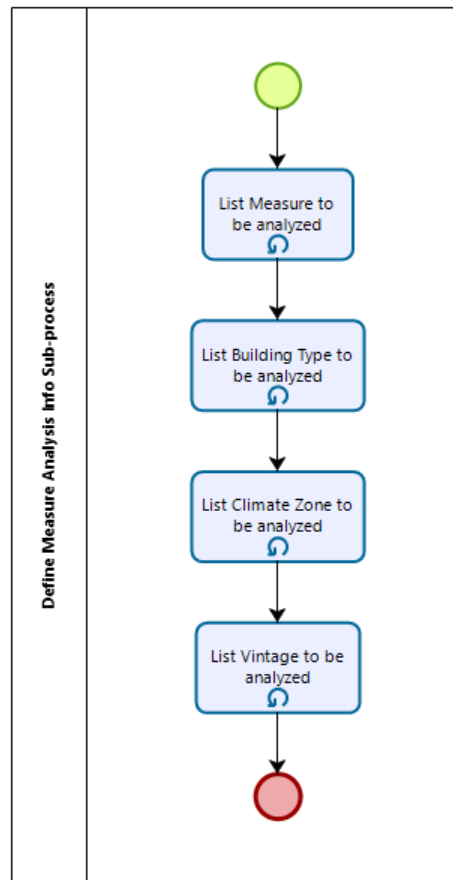 Define Measure Analysis Info Sub-process
List Measure to
be analyzed
List Building Type to
be analyzed
List Climate Zone to
be analyzed
List Vintage to be
analyzed